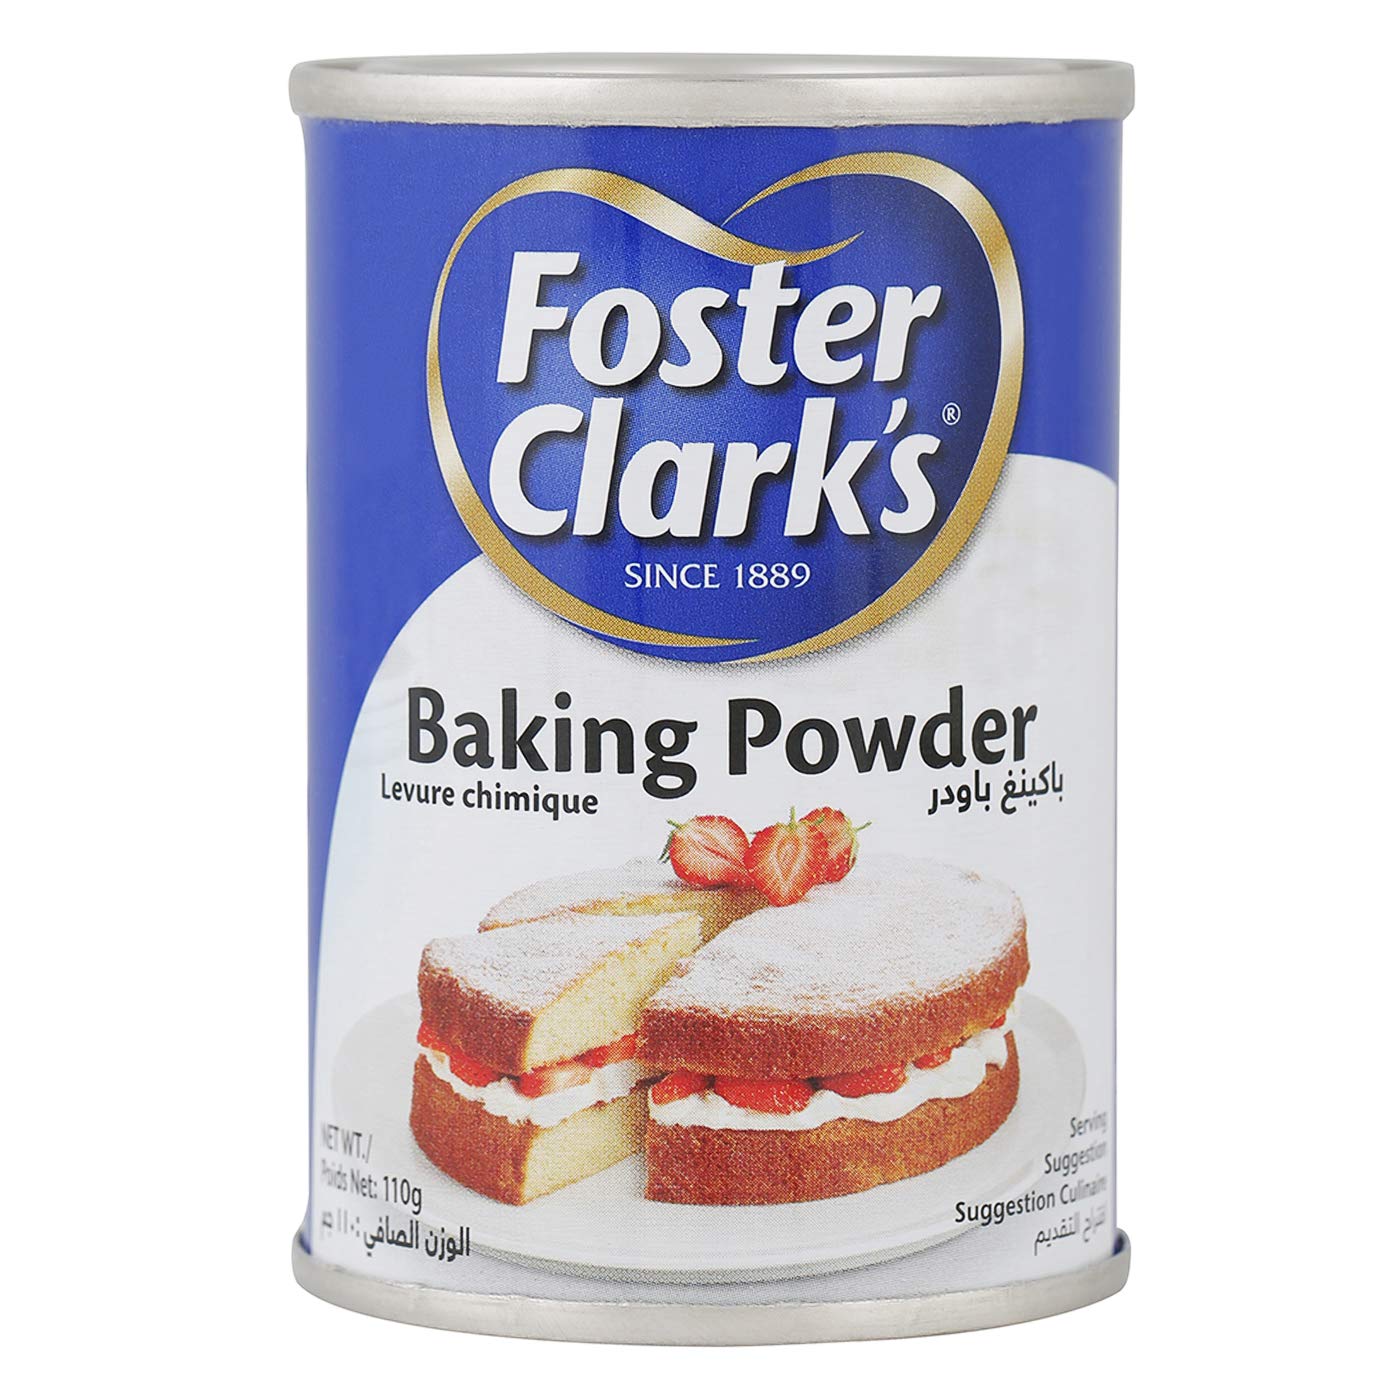 Foster
Clark's®
SINCE 1889
Baking Powder
Levure chimique
باكينغ باودر
NET WT./
Poids Net: 110g
الوزن الصافي: ١١٠ جم
Serving
Suggestion
Suggestion Culinaire
اقتراح التقديم